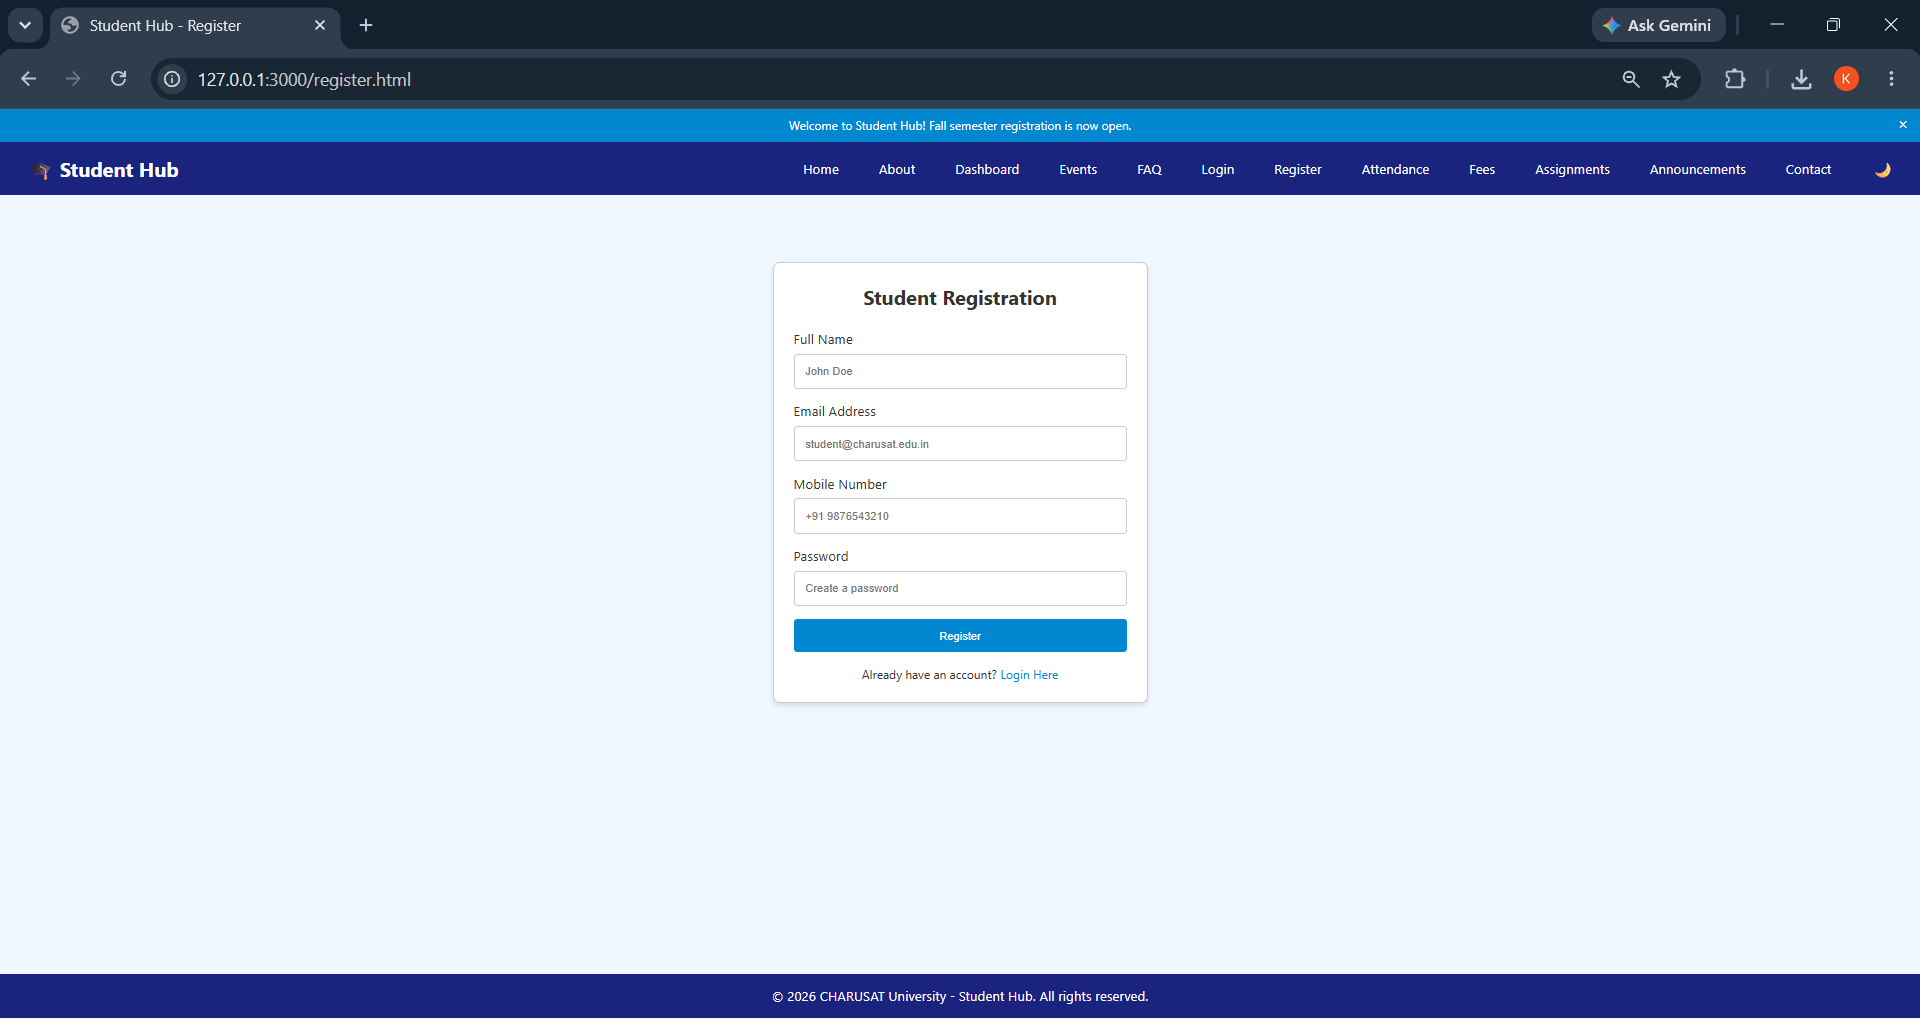 Student Hub - Register
Ask Gemini
127.0.0.1:3000/register.html
K
Welcome to Student Hub! Fall semester registration is now open.
Student Hub
Home About Dashboard Events FAQ Login Register Attendance Fees Assignments Announcements Contact
Student Registration
Full Name
John Doe
Email Address
student@charusat.edu.in
Mobile Number
+91 9876543210
Password
Create a password
Register
Already have an account? Login Here
© 2026 CHARUSAT University - Student Hub. All rights reserved.